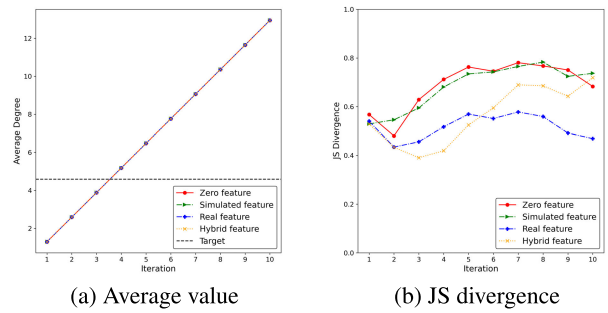 12
10
8
6
4
2
Average Degree
Zero feature
Simulated feature
Real feature
Hybrid feature
Target
1 2 3 4 5 6 7 8 9 10
Iteration
(a) Average value
1.0
0.8
0.6
0.4
0.2
0.0
JS Divergence
Zero feature
Simulated feature
Real feature
Hybrid feature
1 2 3 4 5 6 7 8 9 10
Iteration
(b) JS divergence